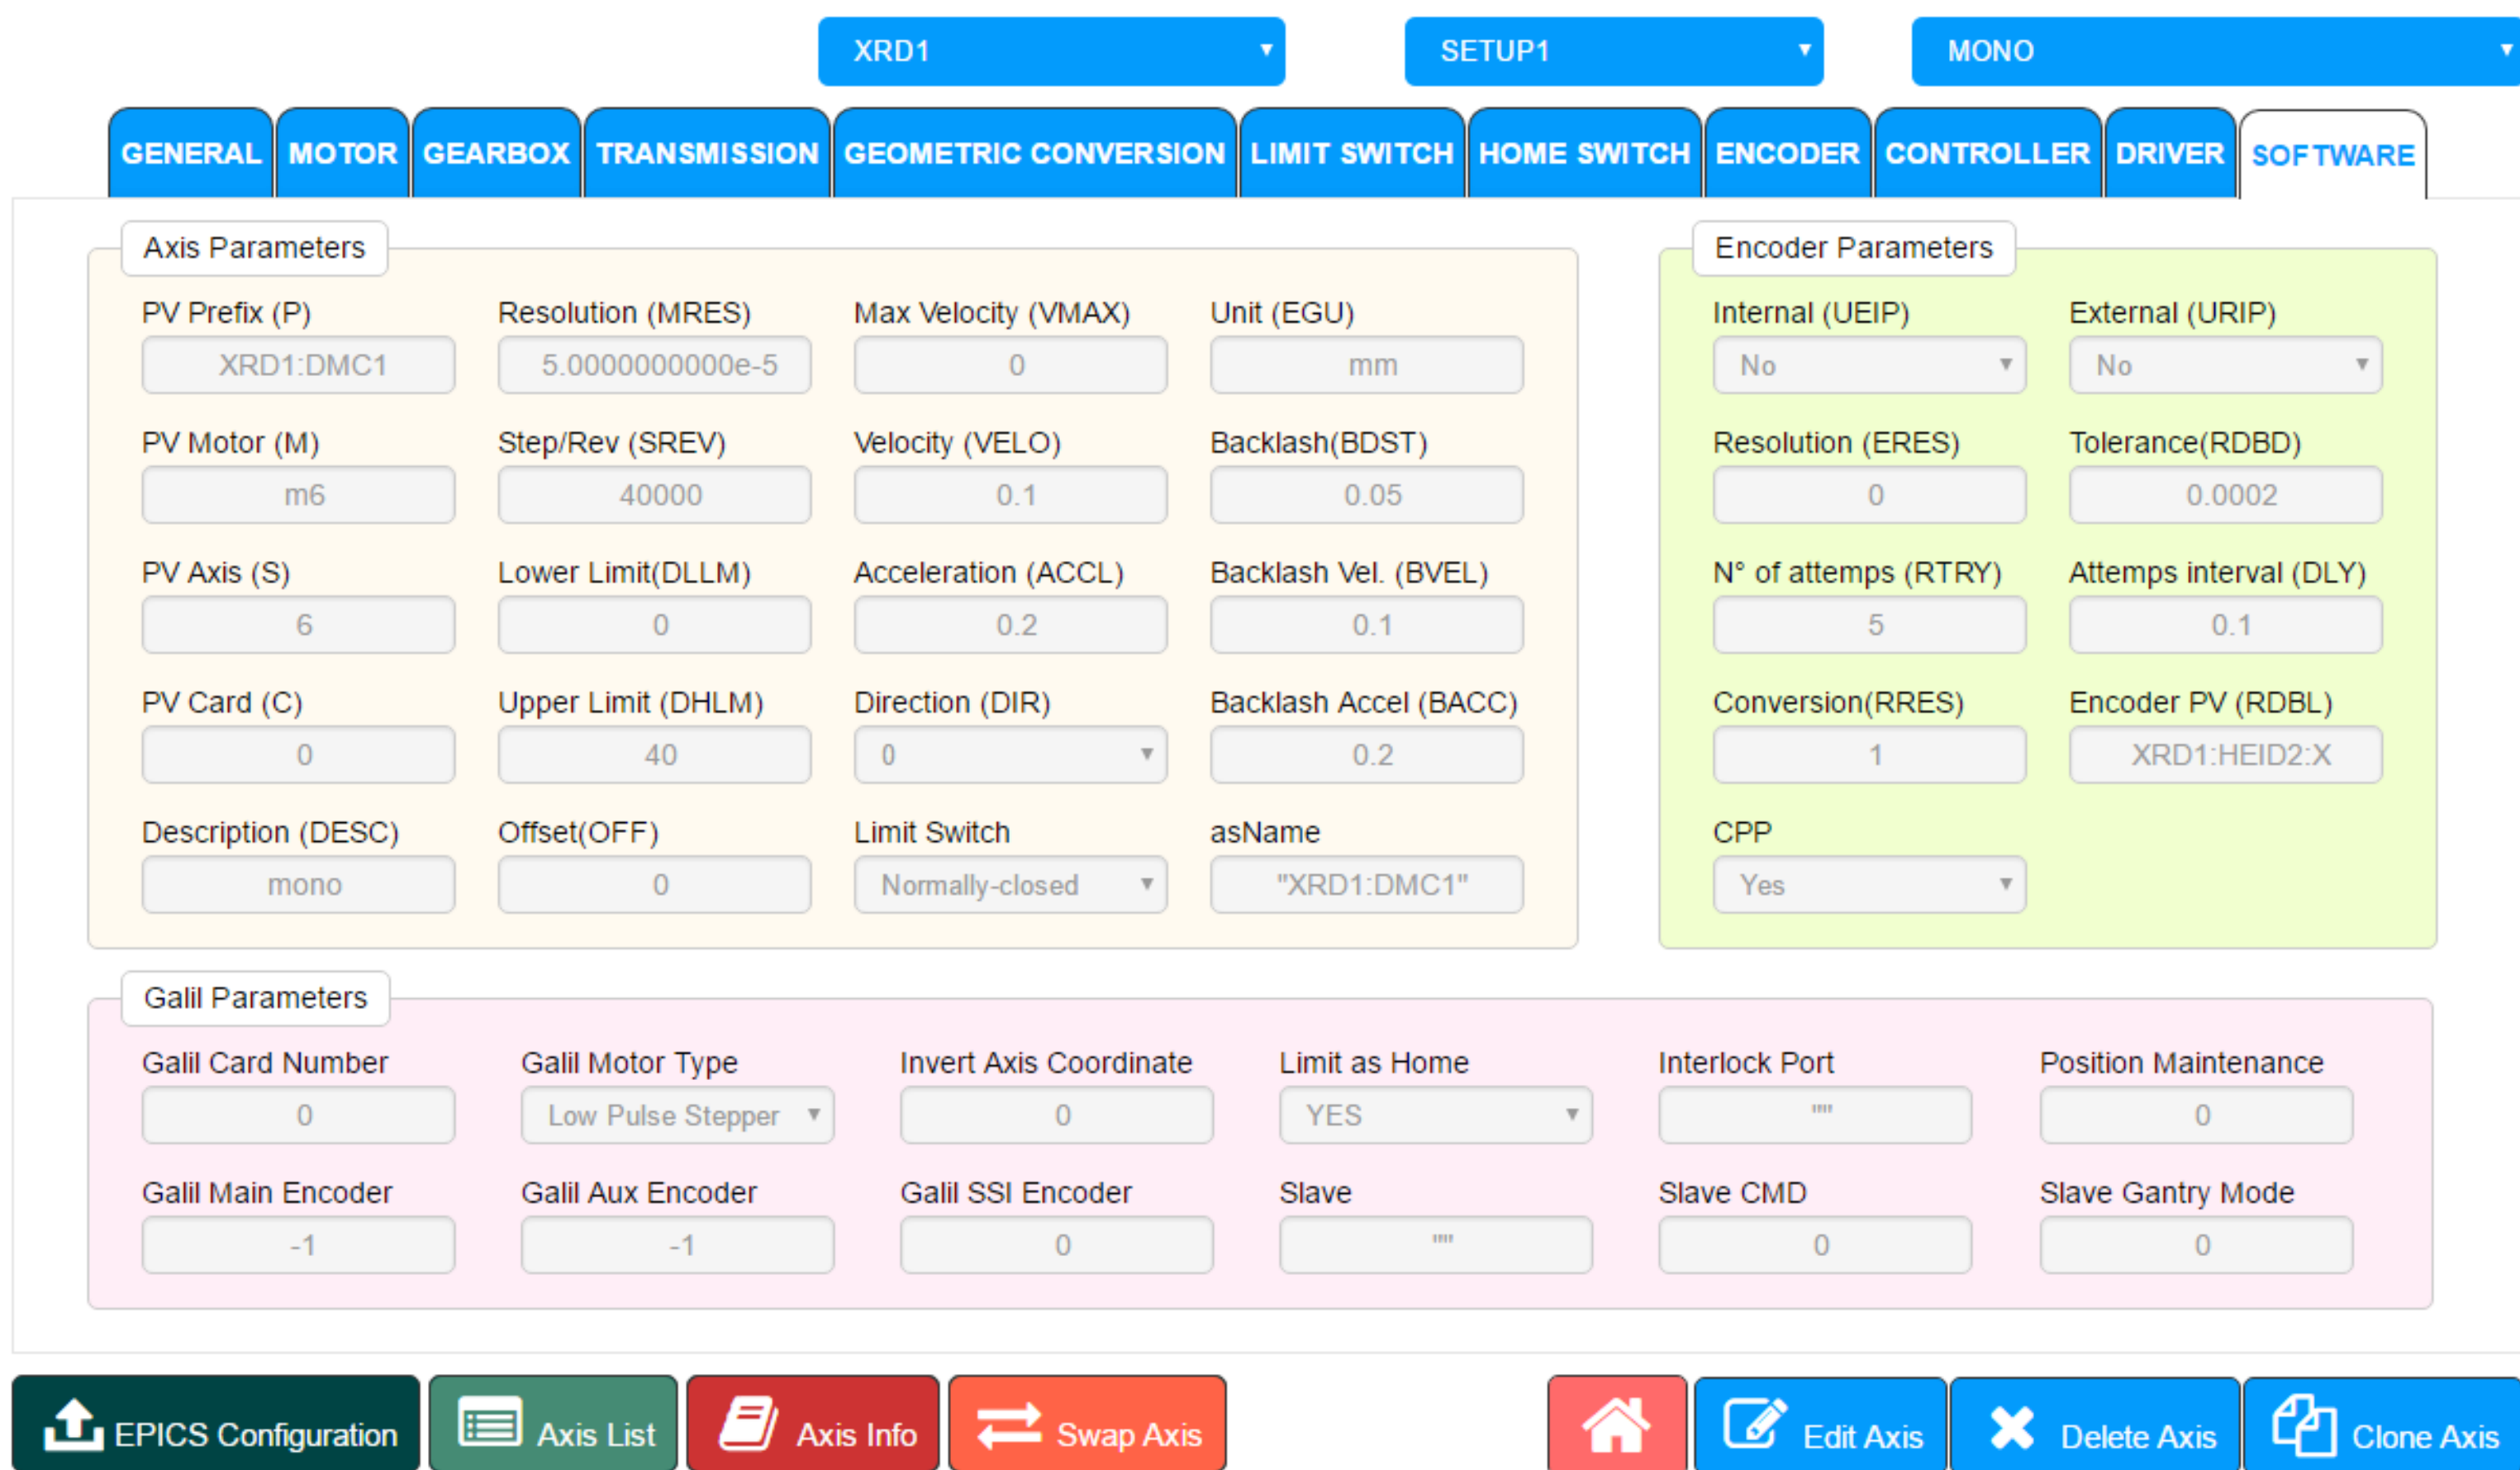 XRD1 SETUP1 MONO
GENERAL MOTOR GEARBOX TRANSMISSION GEOMETRIC CONVERSION LIMIT SWITCH HOME SWITCH ENCODER CONTROLLER DRIVER SOFTWARE
Axis Parameters
PV Prefix (P) Resolution (MRES) Max Velocity (VMAX) Unit (EGU)
XRD1:DMC1 5.0000000000e-5 0 mm
PV Motor (M) Step/Rev (SREV) Velocity (VELO) Backlash(BDST)
m6 40000 0.1 0.05
PV Axis (S) Lower Limit(DLLM) Acceleration (ACCL) Backlash Vel. (BVEL)
6 0 0.2 0.1
PV Card (C) Upper Limit (DHLM) Direction (DIR) Backlash Accel (BACC)
0 40 0 0.2
Description (DESC) Offset(OFF) Limit Switch asName
mono 0 Normally-closed "XRD1:DMC1"
Encoder Parameters
Internal (UEIP) External (URIP)
No No
Resolution (ERES) Tolerance(RDBD)
0 0.0002
N° of attemps (RTRY) Attemps interval (DLY)
5 0.1
Conversion(RRES) Encoder PV (RDBL)
1 XRD1:HEID2:X
CPP
Yes
Galil Parameters
Galil Card Number Galil Motor Type Invert Axis Coordinate Limit as Home Interlock Port Position Maintenance
0 Low Pulse Stepper 0 YES "" 0
Galil Main Encoder Galil Aux Encoder Galil SSI Encoder Slave Slave CMD Slave Gantry Mode
-1 -1 0 "" 0 0
EPICS Configuration Axis List Axis Info Swap Axis Edit Axis Delete Axis Clone Axis